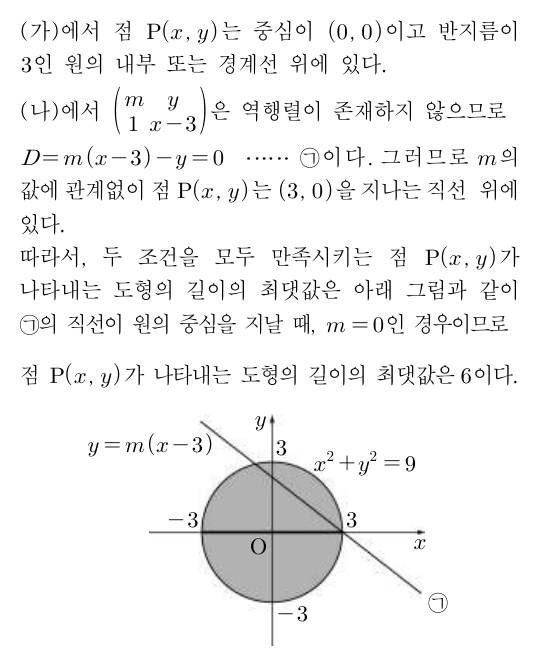 (가)에서 점 P(x, y)는 중심이 (0, 0)이고 반지름이
3인 원의 내부 또는 경계선 위에 있다.
(나)에서 (m y
1 x−3)은 역행렬이 존재하지 않으므로
D=m(x−3)−y=0 ⋯⋯ ㉠이다. 그러므로 m의
값에 관계없이 점 P(x, y)는 (3, 0)을 지나는 직선 위에
있다.
따라서, 두 조건을 모두 만족시키는 점 P(x, y)가
나타내는 도형의 길이의 최댓값은 아래 그림과 같이
㉠의 직선이 원의 중심을 지날 때, m=0인 경우이므로
점 P(x, y)가 나타내는 도형의 길이의 최댓값은 6이다.
y
y=m(x−3)
3
x²+y²=9
−3
3
O
x
㉠
−3